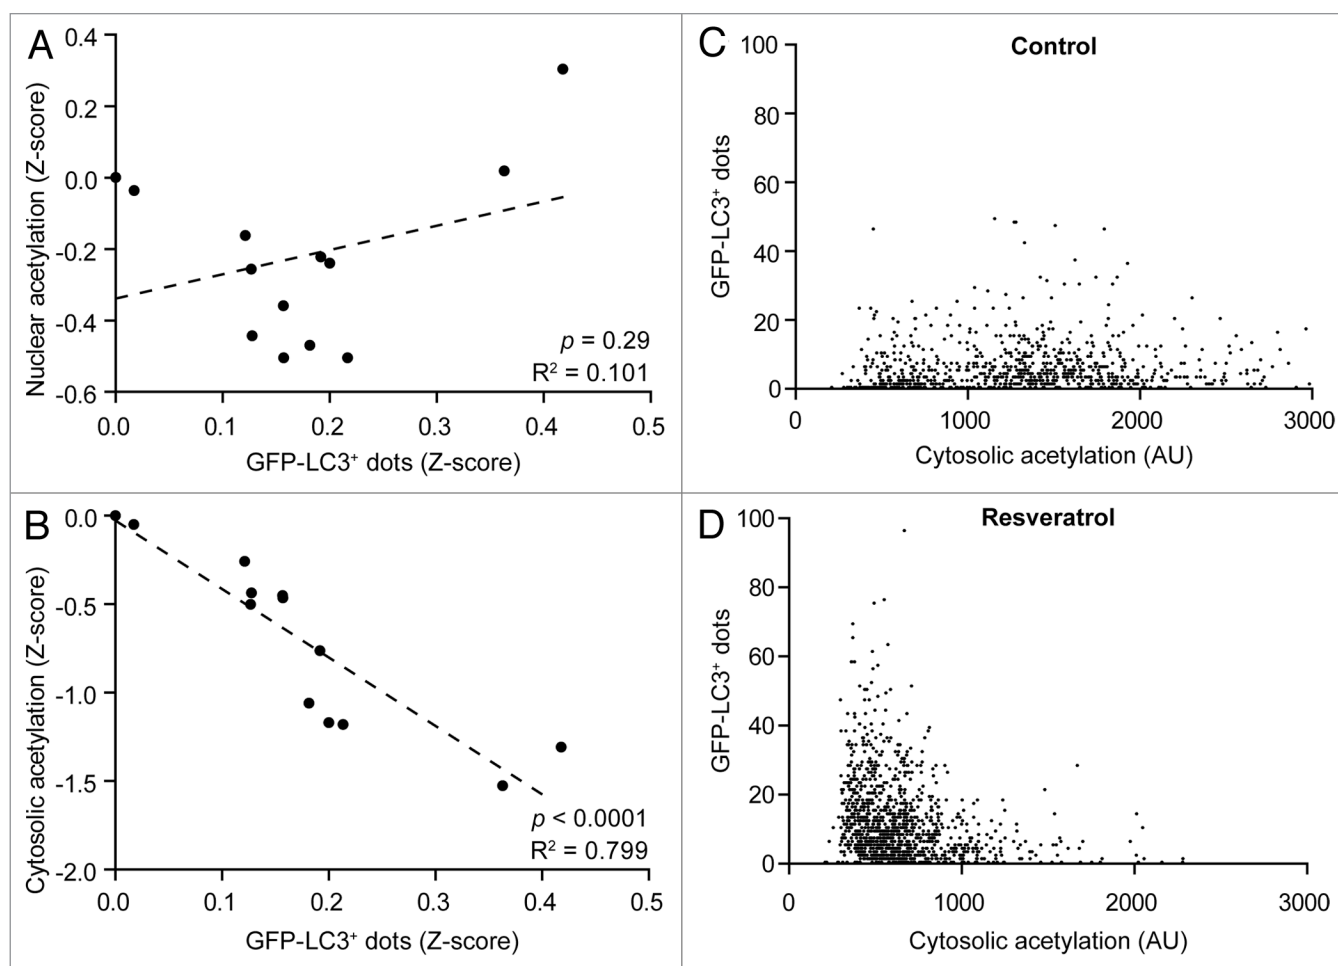 A
0.4
0.2
0.0
-0.2
-0.4
-0.6
Nuclear acetylation (Z-score)
p = 0.29
R² = 0.101
0.0 0.1 0.2 0.3 0.4 0.5
GFP-LC3⁺ dots (Z-score)
C
Control
100
80
60
40
20
0
GFP-LC3⁺ dots
0 1000 2000 3000
Cytosolic acetylation (AU)
B
0.0
-0.5
-1.0
-1.5
-2.0
Cytosolic acetylation (Z-score)
p < 0.0001
R² = 0.799
0.0 0.1 0.2 0.3 0.4 0.5
GFP-LC3⁺ dots (Z-score)
D
Resveratrol
100
80
60
40
20
0
GFP-LC3⁺ dots
0 1000 2000 3000
Cytosolic acetylation (AU)